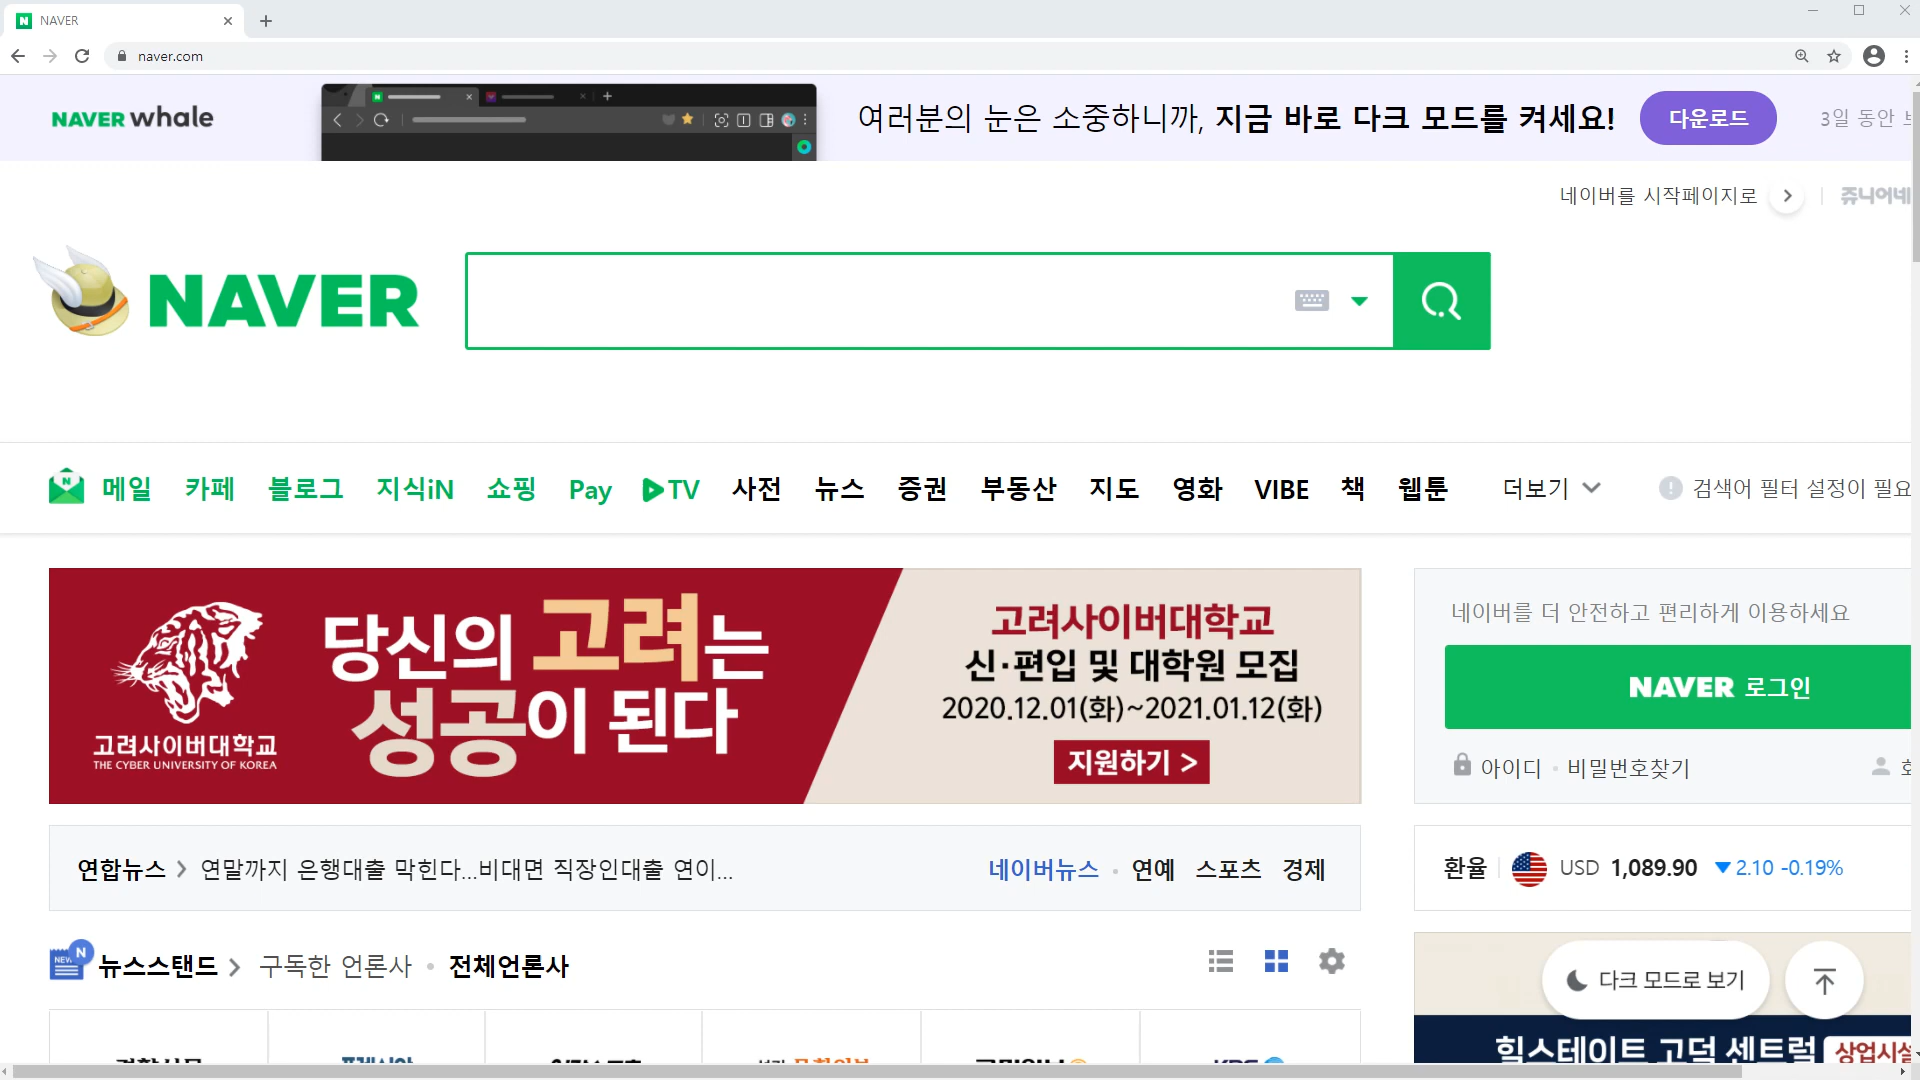 NAVER
naver.com
NAVER whale
여러분의 눈은 소중하니까, 지금 바로 다크 모드를 켜세요!
다운로드
3일 동안
네이버를 시작페이지로
쥬니어네
NAVER
메일 카페 블로그 지식iN 쇼핑 Pay TV 사전 뉴스 증권 부동산 지도 영화 VIBE 책 웹툰 더보기
검색어 필터 설정이 필요
당신의 고려는
성공이 된다
고려사이버대학교
THE CYBER UNIVERSITY OF KOREA
고려사이버대학교
신·편입 및 대학원 모집
2020.12.01(화)~2021.01.12(화)
지원하기 >
네이버를 더 안전하고 편리하게 이용하세요
NAVER 로그인
아이디 · 비밀번호찾기
연합뉴스 > 연말까지 은행대출 막힌다...비대면 직장인대출 연이...
네이버뉴스 · 연예 스포츠 경제
환율 USD 1,089.90 ▼2.10 -0.19%
NEWS N 뉴스스탠드 > 구독한 언론사 · 전체언론사
다크 모드로 보기
힐스테이트 고덕 센트럴 상업시설